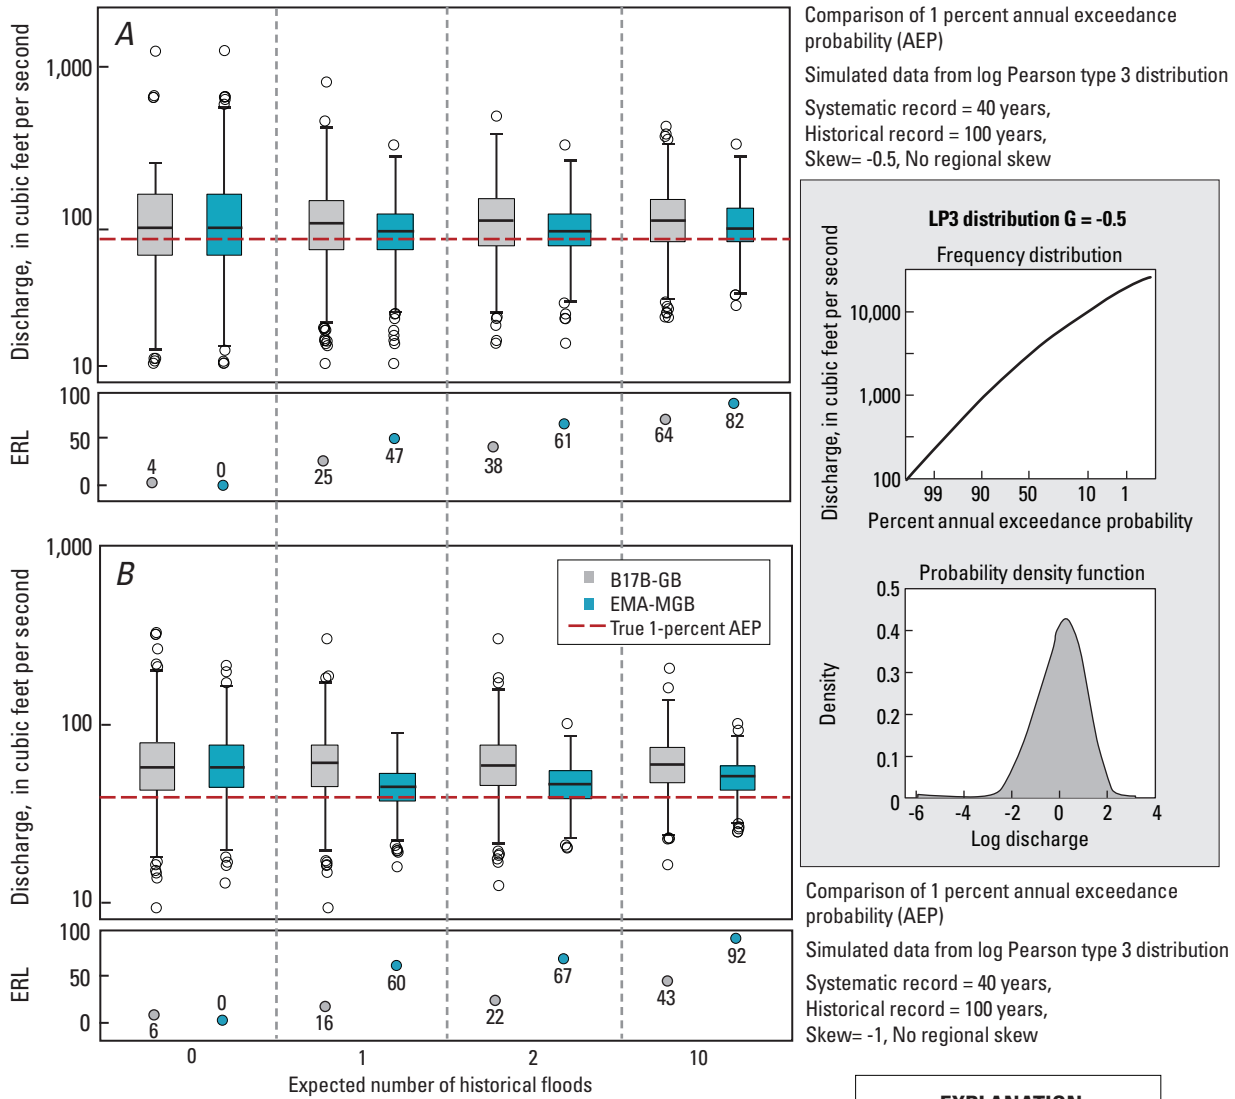 A
Discharge, in cubic feet per second
1,000
100
10
ERL
100
50
0
4
0
25
47
38
61
64
82
B
Discharge, in cubic feet per second
1,000
100
10
B17B-GB
EMA-MGB
True 1-percent AEP
ERL
100
50
0
6
0
16
60
22
67
43
92
0
1
2
10
Expected number of historical floods
Comparison of 1 percent annual exceedance
probability (AEP)
Simulated data from log Pearson type 3 distribution
Systematic record = 40 years,
Historical record = 100 years,
Skew= -0.5, No regional skew
LP3 distribution G = -0.5
Frequency distribution
Discharge, in cubic feet per second
10,000
1,000
100
99 90 50 10 1
Percent annual exceedance probability
Probability density function
Density
0.5
0.4
0.3
0.2
0.1
0
-6 -4 -2 0 2 4
Log discharge
Comparison of 1 percent annual exceedance
probability (AEP)
Simulated data from log Pearson type 3 distribution
Systematic record = 40 years,
Historical record = 100 years,
Skew= -1, No regional skew
EXPLANATION